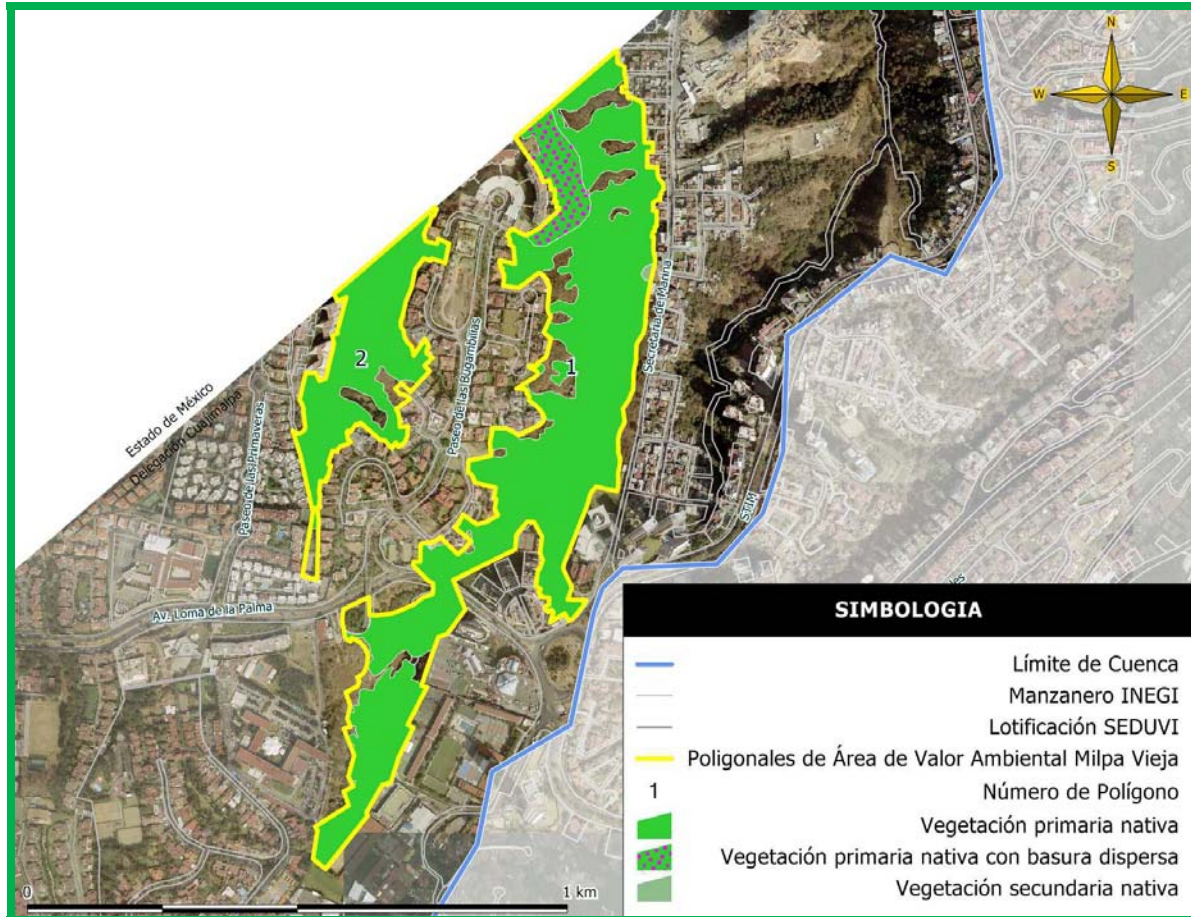 N
W
E
S
2
1
Estado de México
Delegación Cuajimalpa
Paseo de las Primaveras
Paseo de las Bugambilias
Secretaría de Marina
STIM
Av. Loma de la Palma
SIMBOLOGIA
Límite de Cuenca
Manzanero INEGI
Lotificación SEDUVI
Poligonales de Área de Valor Ambiental Milpa Vieja
1 Número de Polígono
Vegetación primaria nativa
Vegetación primaria nativa con basura dispersa
Vegetación secundaria nativa
0 1 km